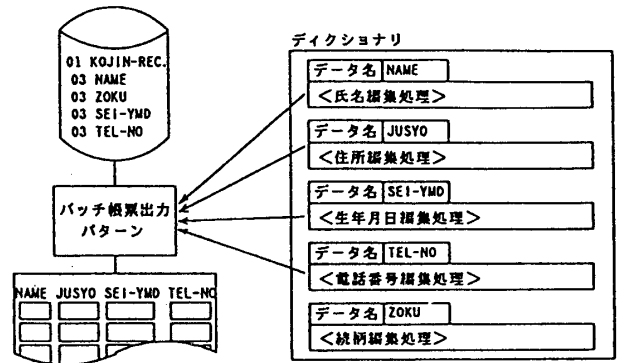 01 KOJIN-REC.
03 NAME
03 ZOKU
03 SEI-YMD
03 TEL-NO
バッチ帳票出力
パターン
NAME JUSYO SEI-YMD TEL-NO
ディクショナリ
データ名 NAME
＜氏名編集処理＞
データ名 JUSYO
＜住所編集処理＞
データ名 SEI-YMD
＜生年月日編集処理＞
データ名 TEL-NO
＜電話番号編集処理＞
データ名 ZOKU
＜続柄編集処理＞